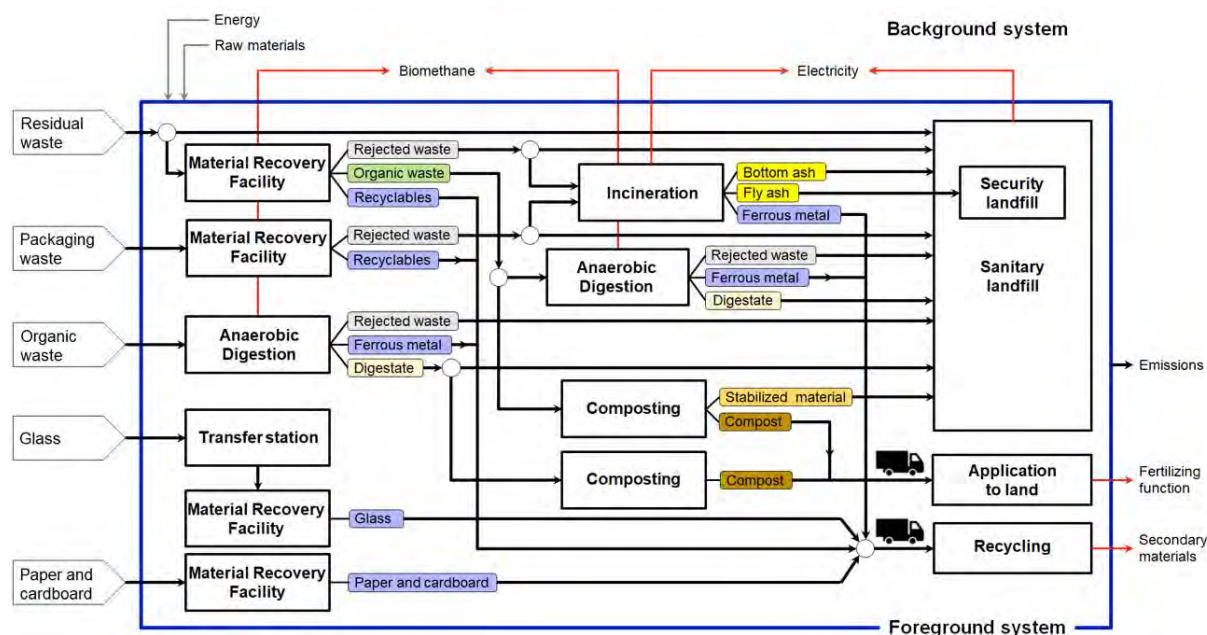 Energy
Background system
Raw materials
Biomethane
Electricity
Residual
waste
Material Recovery
Facility
Rejected waste
Organic waste
Recyclables
Incineration
Bottom ash
Fly ash
Ferrous metal
Security
landfill
Packaging
waste
Material Recovery
Facility
Rejected waste
Recyclables
Anaerobic
Digestion
Rejected waste
Ferrous metal
Digestate
Sanitary
landfill
Organic
waste
Anaerobic
Digestion
Rejected waste
Ferrous metal
Digestate
Emissions
Composting
Stabilized material
Compost
Glass
Transfer station
Composting
Compost
Application
to land
Fertilizing
function
Material Recovery
Facility
Glass
Recycling
Secondary
materials
Paper and
cardboard
Material Recovery
Facility
Paper and cardboard
Foreground system